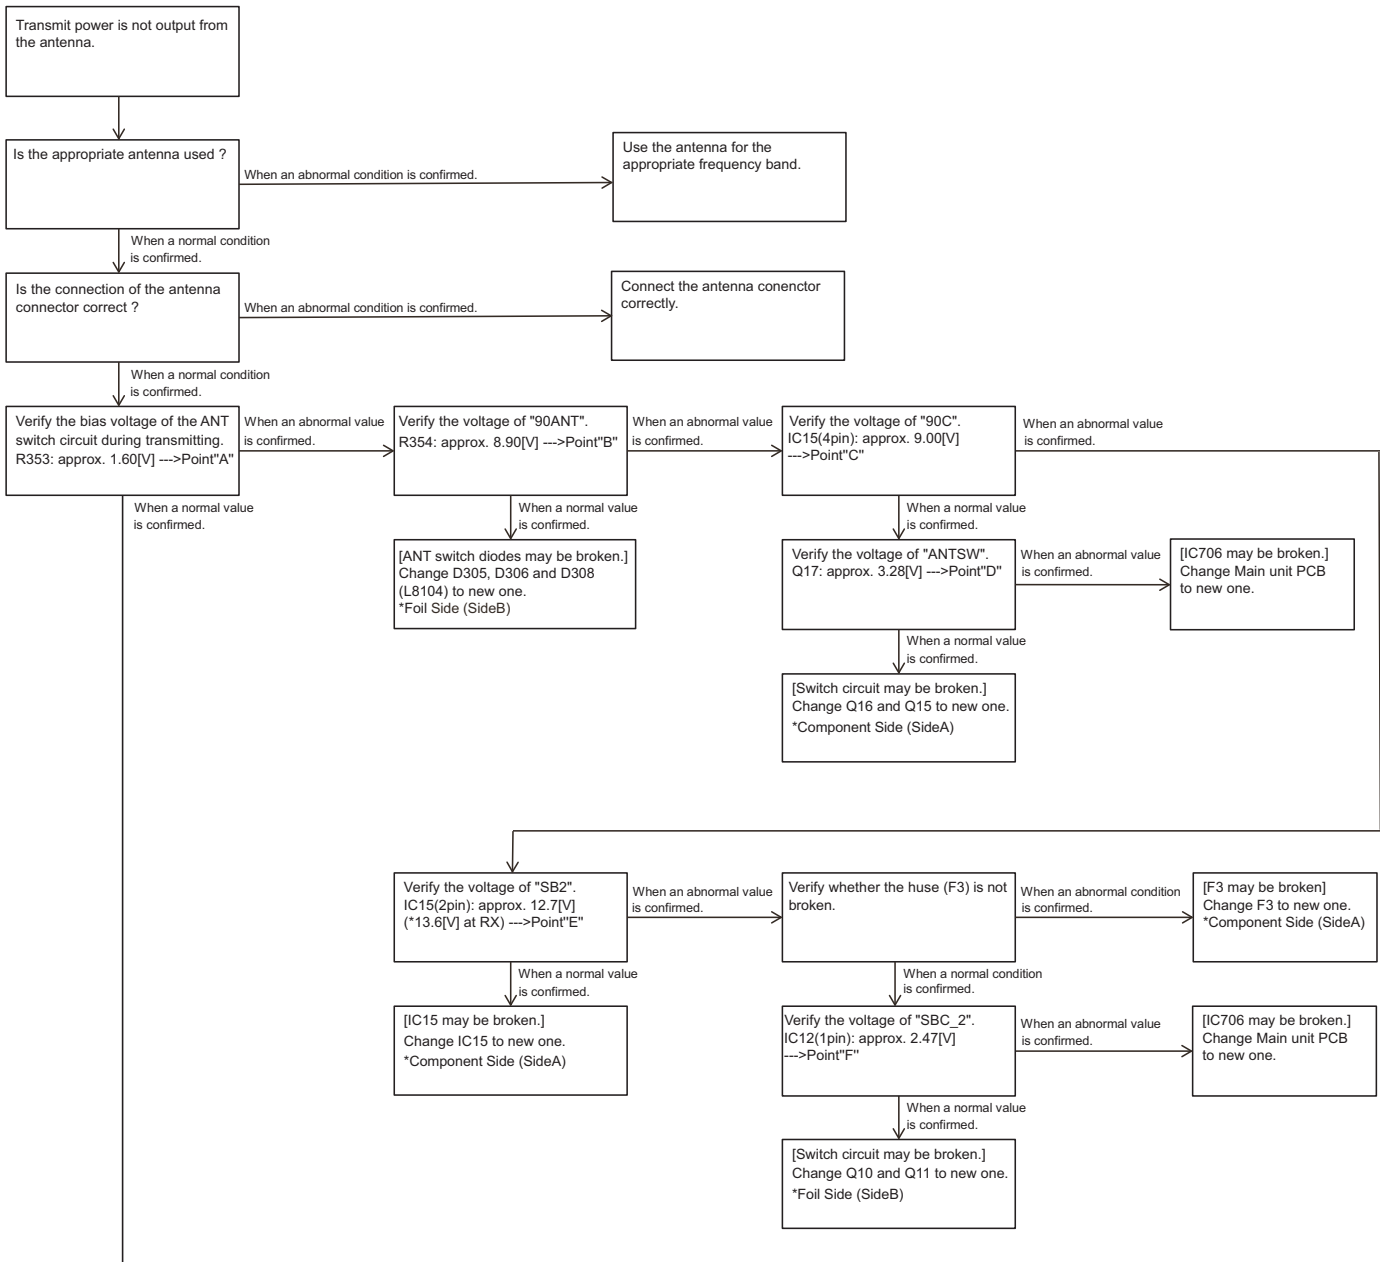 Transmit power is not output from
the antenna.
Is the appropriate antenna used ?
When an abnormal condition is confirmed.
Use the antenna for the
appropriate frequency band.
When a normal condition
is confirmed.
Is the connection of the antenna
connector correct ?
When an abnormal condition is confirmed.
Connect the antenna conenctor
correctly.
When a normal condition
is confirmed.
Verify the bias voltage of the ANT
switch circuit during transmitting.
R353: approx. 1.60[V] --->Point"A"
When an abnormal value
is confirmed.
Verify the voltage of "90ANT".
R354: approx. 8.90[V] --->Point"B"
When an abnormal value
is confirmed.
Verify the voltage of "90C".
IC15(4pin): approx. 9.00[V]
--->Point"C"
When an abnormal value
is confirmed.
When a normal value
is confirmed.
When a normal value
is confirmed.
When a normal value
is confirmed.
[ANT switch diodes may be broken.]
Change D305, D306 and D308
(L8104) to new one.
*Foil Side (SideB)
Verify the voltage of "ANTSW".
Q17: approx. 3.28[V] --->Point"D"
When an abnormal value
is confirmed.
[IC706 may be broken.]
Change Main unit PCB
to new one.
When a normal value
is confirmed.
[Switch circuit may be broken.]
Change Q16 and Q15 to new one.
*Component Side (SideA)
Verify the voltage of "SB2".
IC15(2pin): approx. 12.7[V]
(*13.6[V] at RX) --->Point"E"
When an abnormal value
is confirmed.
Verify whether the huse (F3) is not
broken.
When an abnormal condition
is confirmed.
[F3 may be broken]
Change F3 to new one.
*Component Side (SideA)
When a normal value
is confirmed.
When a normal condition
is confirmed.
[IC15 may be broken.]
Change IC15 to new one.
*Component Side (SideA)
Verify the voltage of "SBC_2".
IC12(1pin): approx. 2.47[V]
--->Point"F"
When an abnormal value
is confirmed.
[IC706 may be broken.]
Change Main unit PCB
to new one.
When a normal value
is confirmed.
[Switch circuit may be broken.]
Change Q10 and Q11 to new one.
*Foil Side (SideB)